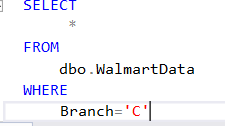 SELECT
*
FROM
dbo.WalmartData
WHERE
Branch='C'